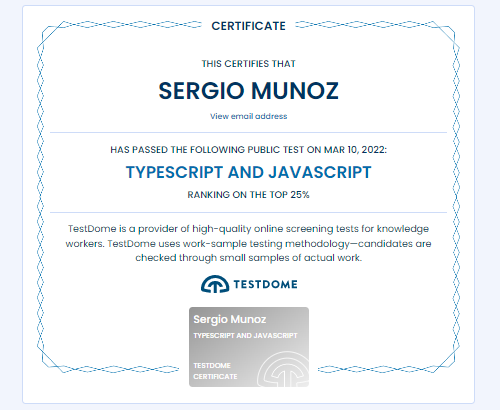 CERTIFICATE
THIS CERTIFIES THAT
SERGIO MUNOZ
View email address
HAS PASSED THE FOLLOWING PUBLIC TEST ON MAR 10, 2022:
TYPESCRIPT AND JAVASCRIPT
RANKING ON THE TOP 25%
TestDome is a provider of high-quality online screening tests for knowledge
workers. TestDome uses work-sample testing methodology—candidates are
checked through small samples of actual work.
TESTDOME
Sergio Munoz
TYPESCRIPT AND JAVASCRIPT
TESTDOME
CERTIFICATE